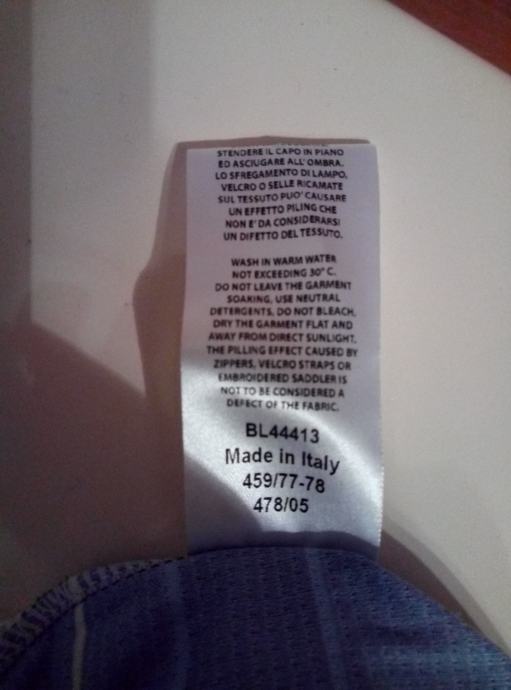 STENDERE IL CAPO IN PIANO
ED ASCIUGARE ALL' OMBRA.
LO SFREGAMENTO DI LAMPO,
VELCRO O SELLE RICAMATE
SUL TESSUTO PUO' CAUSARE
UN EFFETTO PILING CHE
NON E' DA CONSIDERARSI
UN DIFETTO DEL TESSUTO.
WASH IN WARM WATER
NOT EXCEEDING 30° C.
DO NOT LEAVE THE GARMENT
SOAKING, USE NEUTRAL
DETERGENTS, DO NOT BLEACH,
DRY THE GARMENT FLAT AND
AWAY FROM DIRECT SUNLIGHT.
THE PILLING EFFECT CAUSED BY
ZIPPERS, VELCRO STRAPS OR
EMBROIDERED SADDLER IS
NOT TO BE CONSIDERED A
DEFECT OF THE FABRIC.
BL44413
Made in Italy
459/77-78
478/05